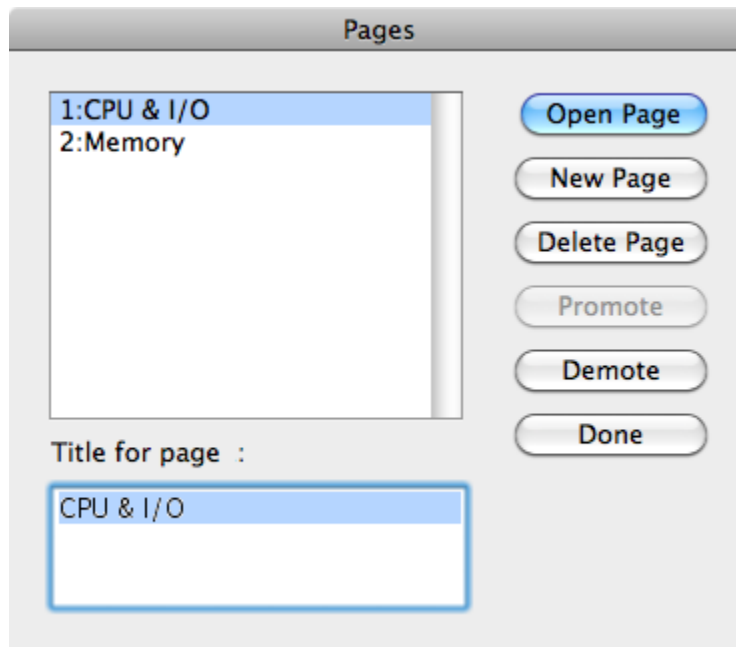 Pages
1:CPU & I/O
2:Memory
Open Page
New Page
Delete Page
Promote
Demote
Done
Title for page :
CPU & I/O